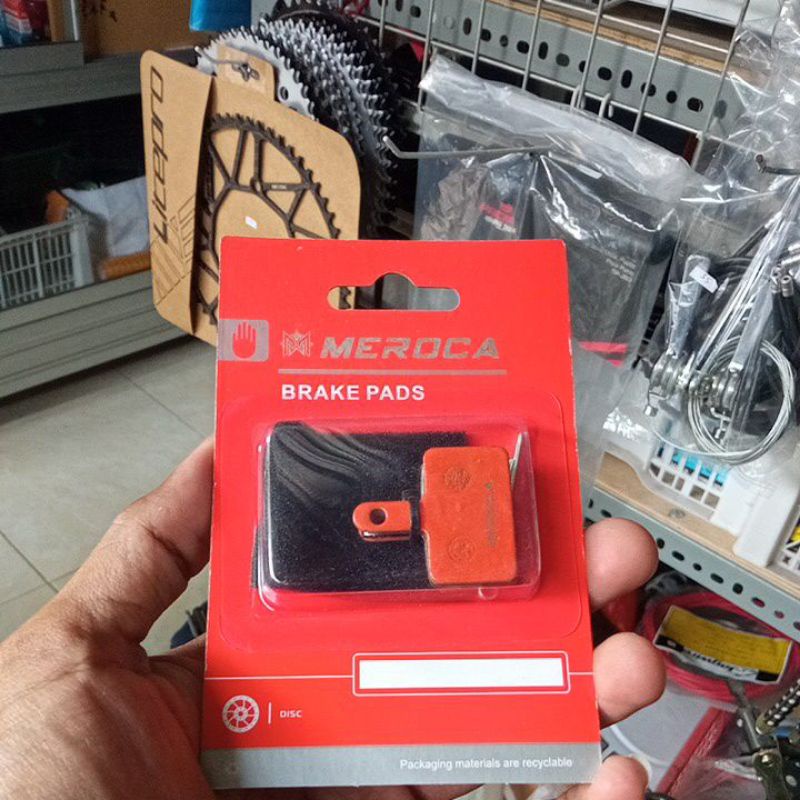 Litepro
MEROCA
BRAKE PADS
DISC
Packaging materials are recyclable